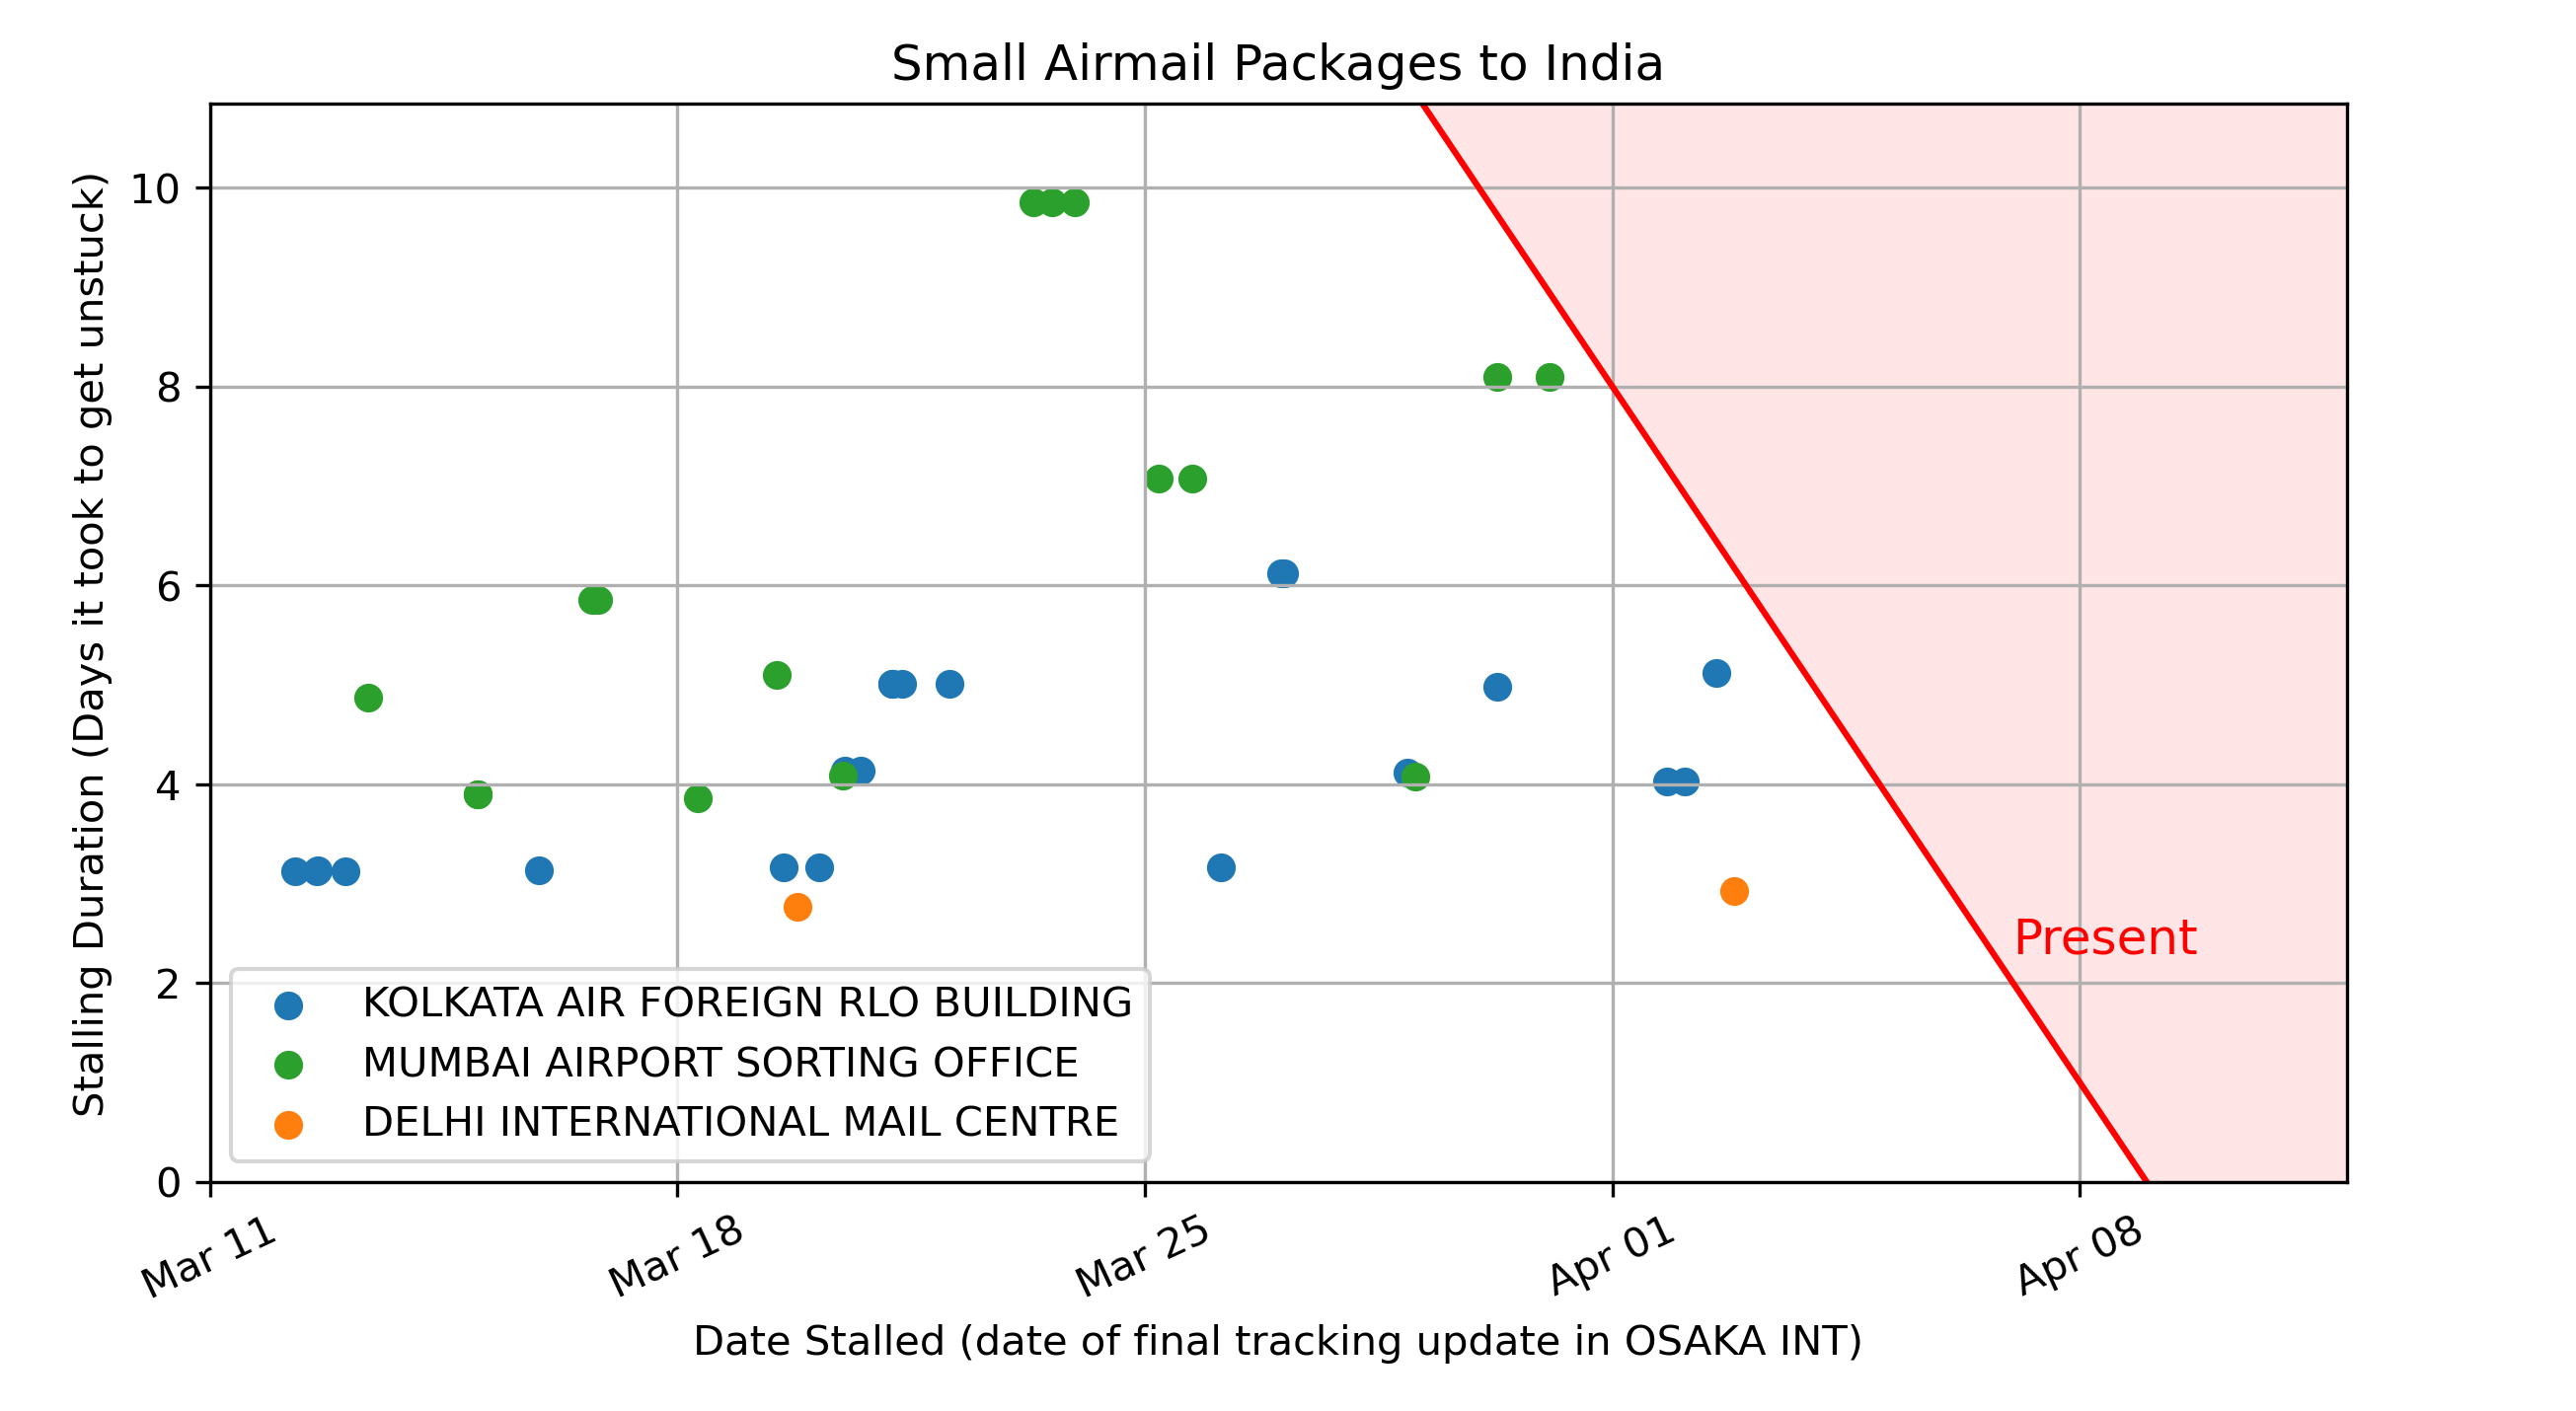 Small Airmail Packages to India
Stalling Duration (Days it took to get unstuck)
10
8
6
4
2
0
Present
KOLKATA AIR FOREIGN RLO BUILDING
MUMBAI AIRPORT SORTING OFFICE
DELHI INTERNATIONAL MAIL CENTRE
Mar 11
Mar 18
Mar 25
Apr 01
Apr 08
Date Stalled (date of final tracking update in OSAKA INT)